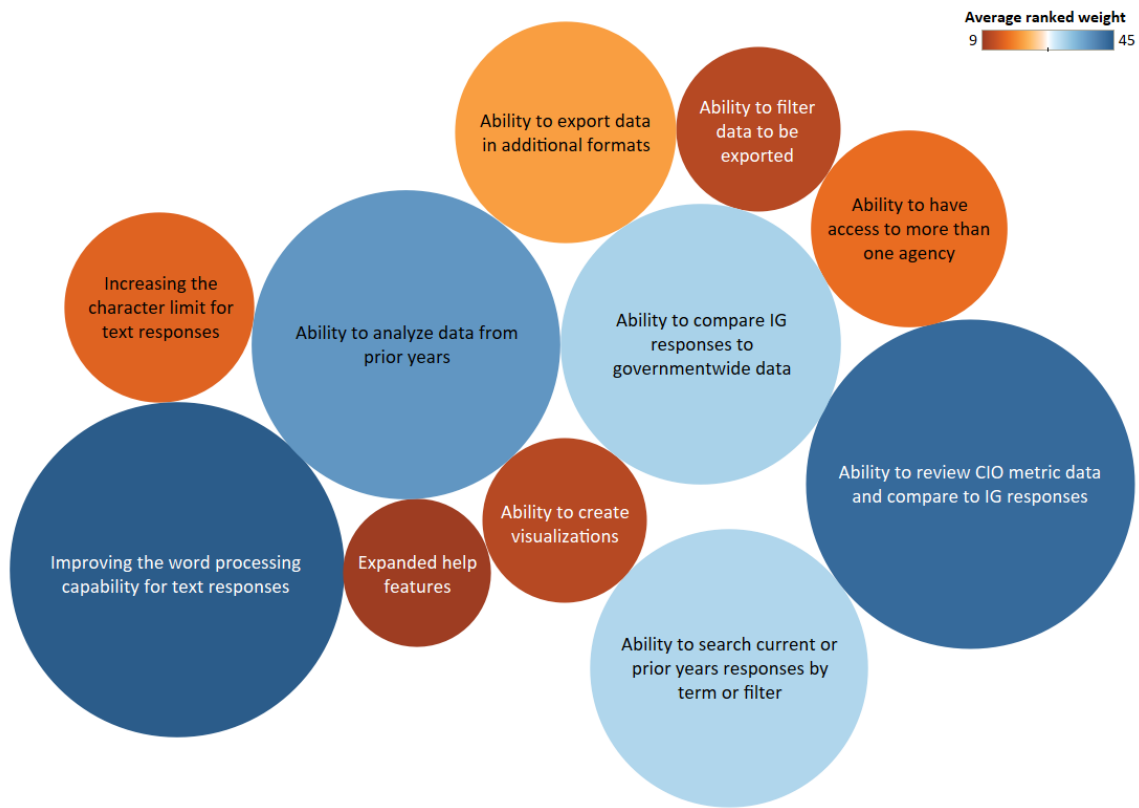 Average ranked weight
9
45
Ability to export data
in additional formats
Ability to filter
data to be
exported
Ability to have
access to more than
one agency
Increasing the
character limit for
text responses
Ability to analyze data from
prior years
Ability to compare IG
responses to
governmentwide data
Ability to review CIO metric data
and compare to IG responses
Ability to create
visualizations
Improving the word processing
capability for text responses
Expanded help
features
Ability to search current or
prior years responses by
term or filter